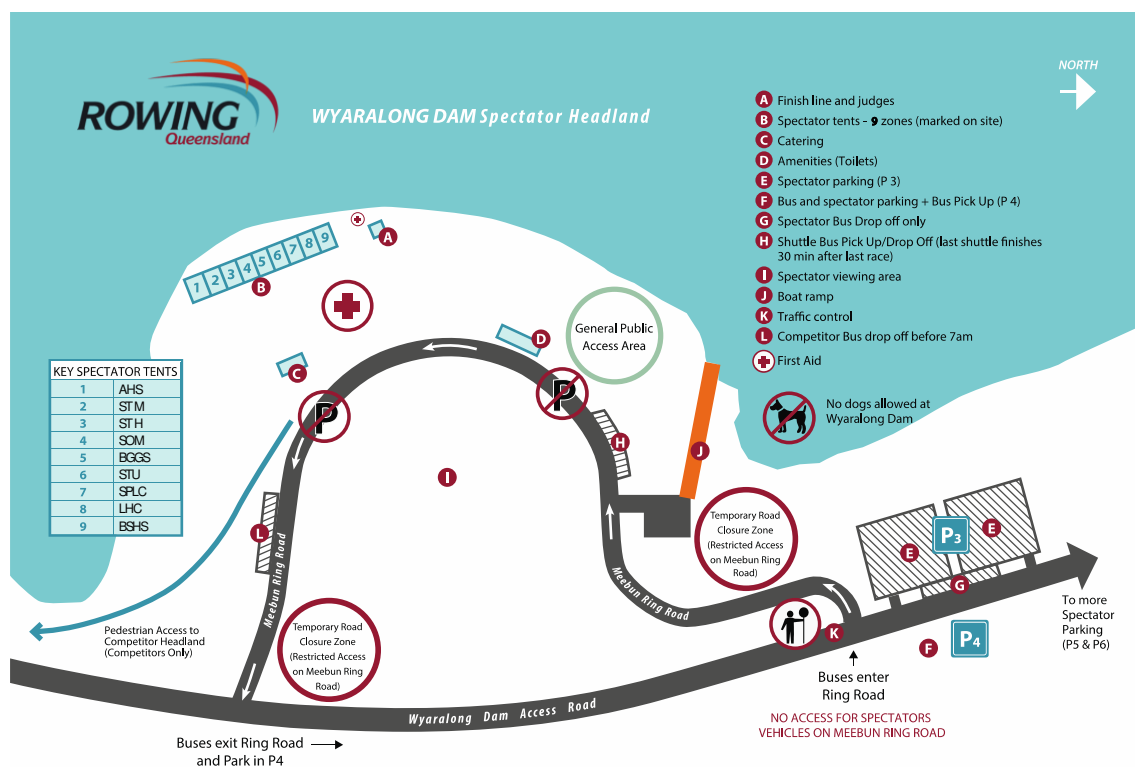 ROWING
Queensland
WYARALONG DAM Spectator Headland
NORTH
A Finish line and judges
B Spectator tents - 9 zones (marked on site)
C Catering
D Amenities (Toilets)
E Spectator parking (P 3)
F Bus and spectator parking + Bus Pick Up (P 4)
G Spectator Bus Drop off only
H Shuttle Bus Pick Up/Drop Off (last shuttle finishes
30 min after last race)
I Spectator viewing area
J Boat ramp
K Traffic control
L Competitor Bus drop off before 7am
First Aid
No dogs allowed at
Wyaralong Dam
A
1 2 3 4 5 6 7 8 9
B
General Public
Access Area
D
C
P
P
H
J
I
L
KEY SPECTATOR TENTS
1 AHS
2 STM
3 STH
4 SOM
5 BGGS
6 STU
7 SPLC
8 LHC
9 BSHS
Temporary Road
Closure Zone
(Restricted Access
on Meebun Ring
Road)
E
P3
E
G
Meebun Ring Road
Meebun Ring Road
To more
Spectator
Parking
(P5 & P6)
Pedestrian Access to
Competitor Headland
(Competitors Only)
Temporary Road
Closure Zone
(Restricted Access
on Meebun Ring
Road)
K
F
P4
Buses enter
Ring Road
Wyaralong Dam Access Road
NO ACCESS FOR SPECTATORS
VEHICLES ON MEEBUN RING ROAD
Buses exit Ring Road
and Park in P4